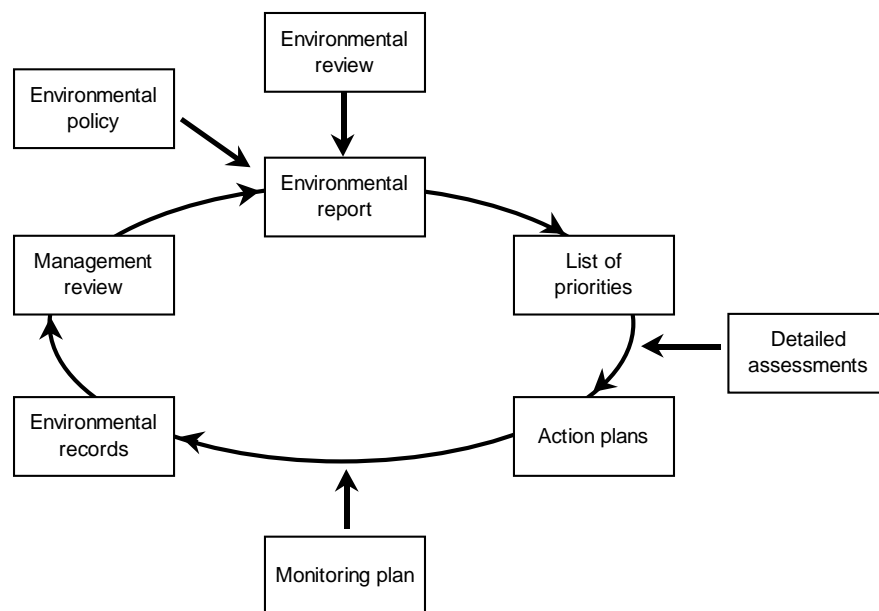 Environmental
review
Environmental
policy
Environmental
report
Management
review
List of
priorities
Detailed
assessments
Environmental
records
Action plans
Monitoring plan